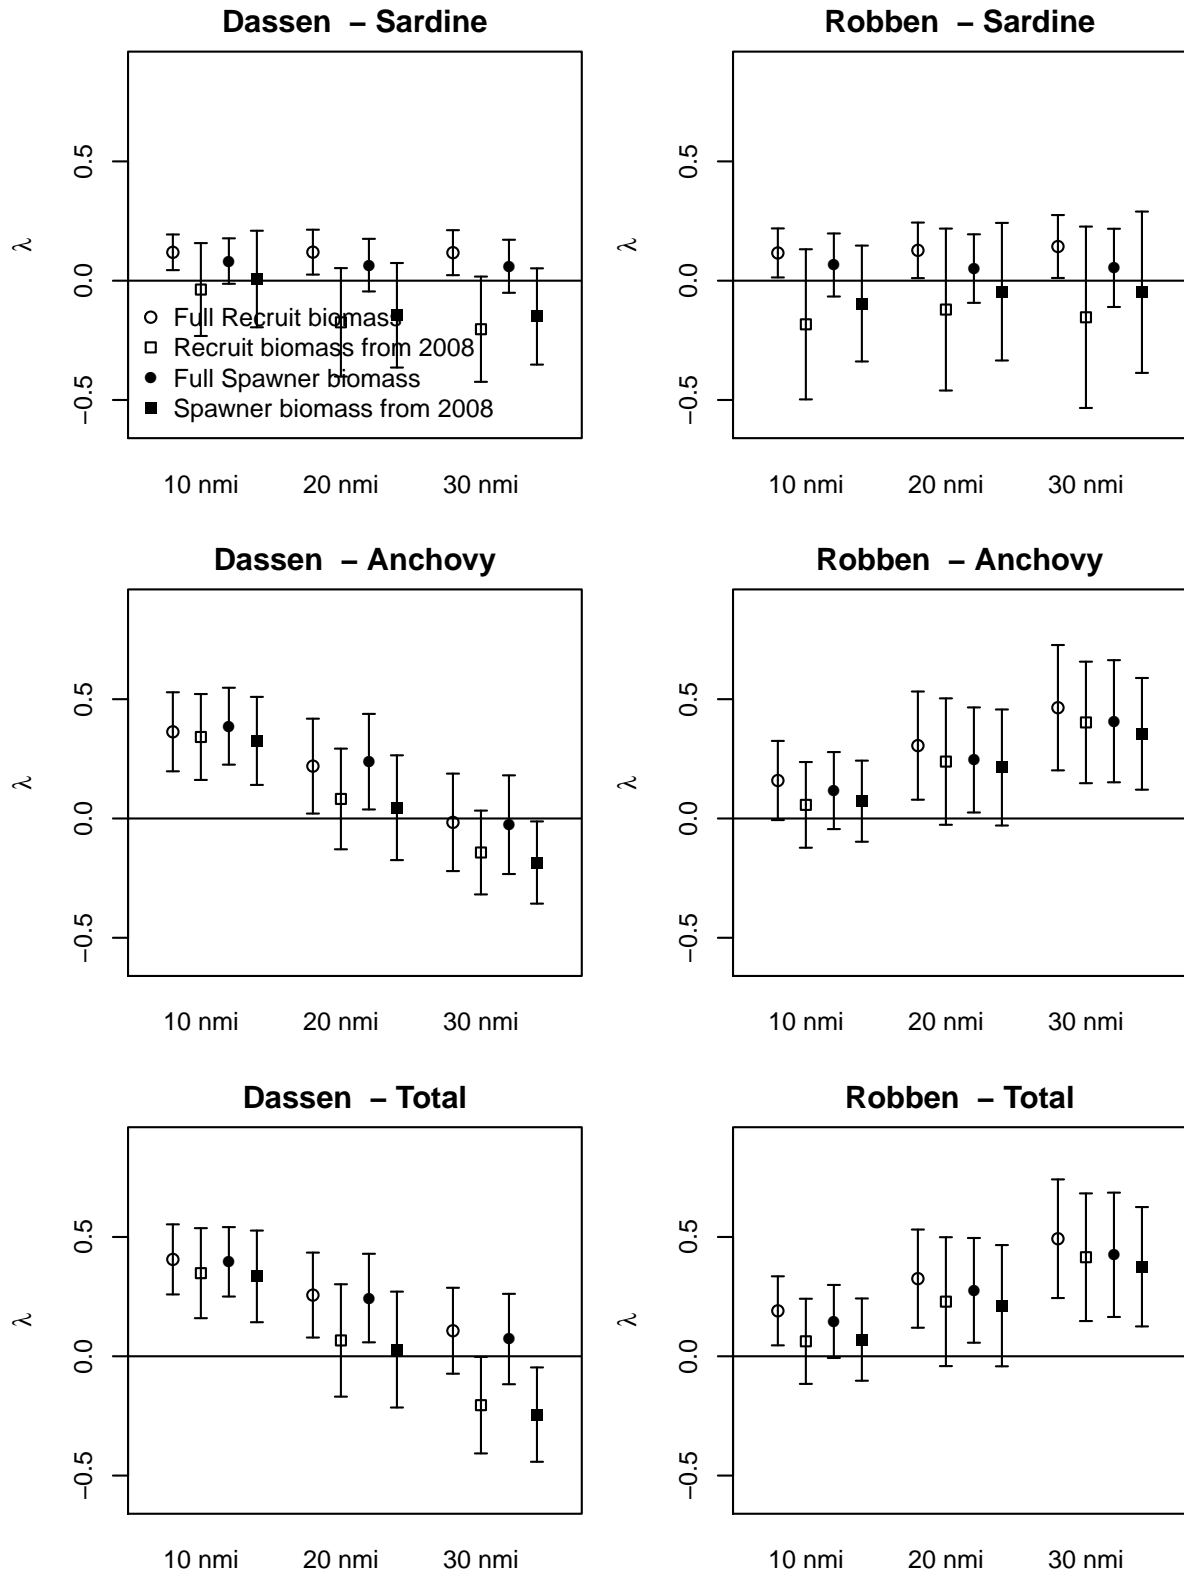 Dassen – Sardine
λ
0.5
0.0
−0.5
Full Recruit biomass
Recruit biomass from 2008
Full Spawner biomass
Spawner biomass from 2008
10 nmi 20 nmi 30 nmi
Robben – Sardine
λ
0.5
0.0
−0.5
10 nmi 20 nmi 30 nmi
Dassen – Anchovy
λ
0.5
0.0
−0.5
10 nmi 20 nmi 30 nmi
Robben – Anchovy
λ
0.5
0.0
−0.5
10 nmi 20 nmi 30 nmi
Dassen – Total
λ
0.5
0.0
−0.5
10 nmi 20 nmi 30 nmi
Robben – Total
λ
0.5
0.0
−0.5
10 nmi 20 nmi 30 nmi